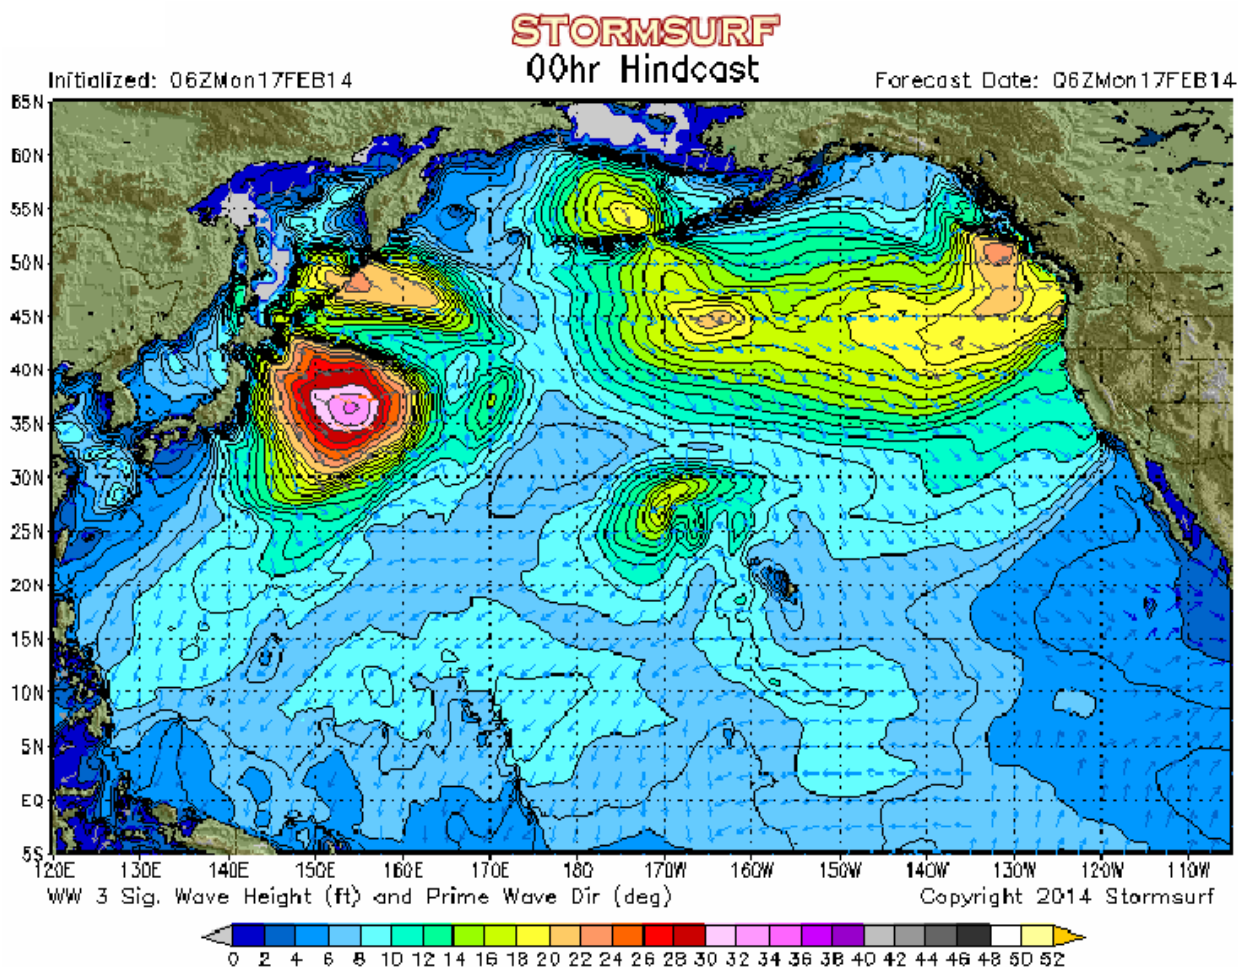 STORMSURF
00hr Hindcast
Initialized: 06ZMon17FEB14
Forecast Date: 06ZMon17FEB14
65N
60N
55N
50N
45N
40N
35N
30N
25N
20N
15N
10N
5N
EQ
5S
120E 130E 140E 150E 160E 170E 180 170W 160W 150W 140W 130W 120W 110W
WW 3 Sig. Wave Height (ft) and Prime Wave Dir (deg)
Copyright 2014 Stormsurf
0 2 4 6 8 10 12 14 16 18 20 22 24 26 28 30 32 34 36 38 40 42 44 46 48 50 52